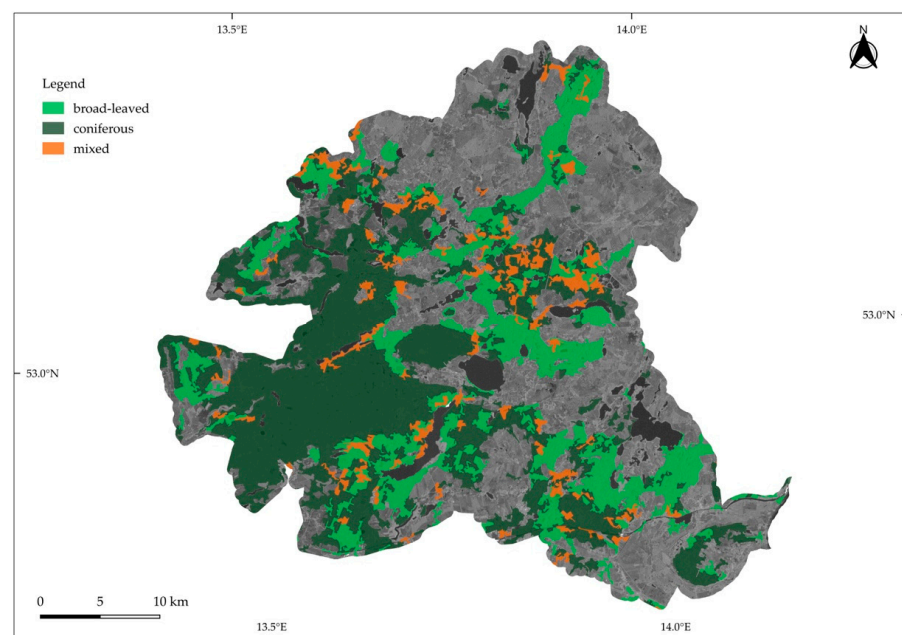 13.5°E
14.0°E
N
Legend
broad-leaved
coniferous
mixed
53.0°N
53.0°N
0 5 10 km
13.5°E
14.0°E